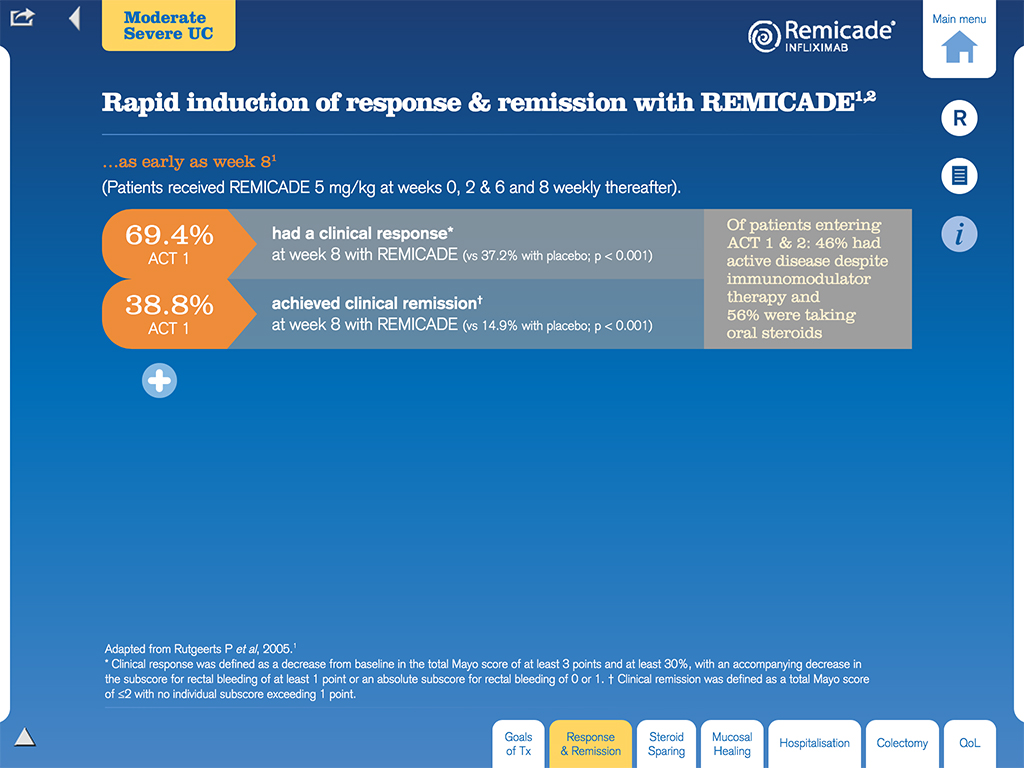 Moderate
Severe UC
Remicade®
INFLIXIMAB
Main menu
Rapid induction of response & remission with REMICADE¹,²
R
...as early as week 8¹
(Patients received REMICADE 5 mg/kg at weeks 0, 2 & 6 and 8 weekly thereafter).
i
69.4%
ACT 1
had a clinical response*
at week 8 with REMICADE (vs 37.2% with placebo; p < 0.001)
38.8%
ACT 1
achieved clinical remission†
at week 8 with REMICADE (vs 14.9% with placebo; p < 0.001)
Of patients entering
ACT 1 & 2: 46% had
active disease despite
immunomodulator
therapy and
56% were taking
oral steroids
Adapted from Rutgeerts P et al, 2005.¹
* Clinical response was defined as a decrease from baseline in the total Mayo score of at least 3 points and at least 30%, with an accompanying decrease in
the subscore for rectal bleeding of at least 1 point or an absolute subscore for rectal bleeding of 0 or 1. † Clinical remission was defined as a total Mayo score
of ≤2 with no individual subscore exceeding 1 point.
Goals
of Tx
Response
& Remission
Steroid
Sparing
Mucosal
Healing
Hospitalisation
Colectomy
QoL